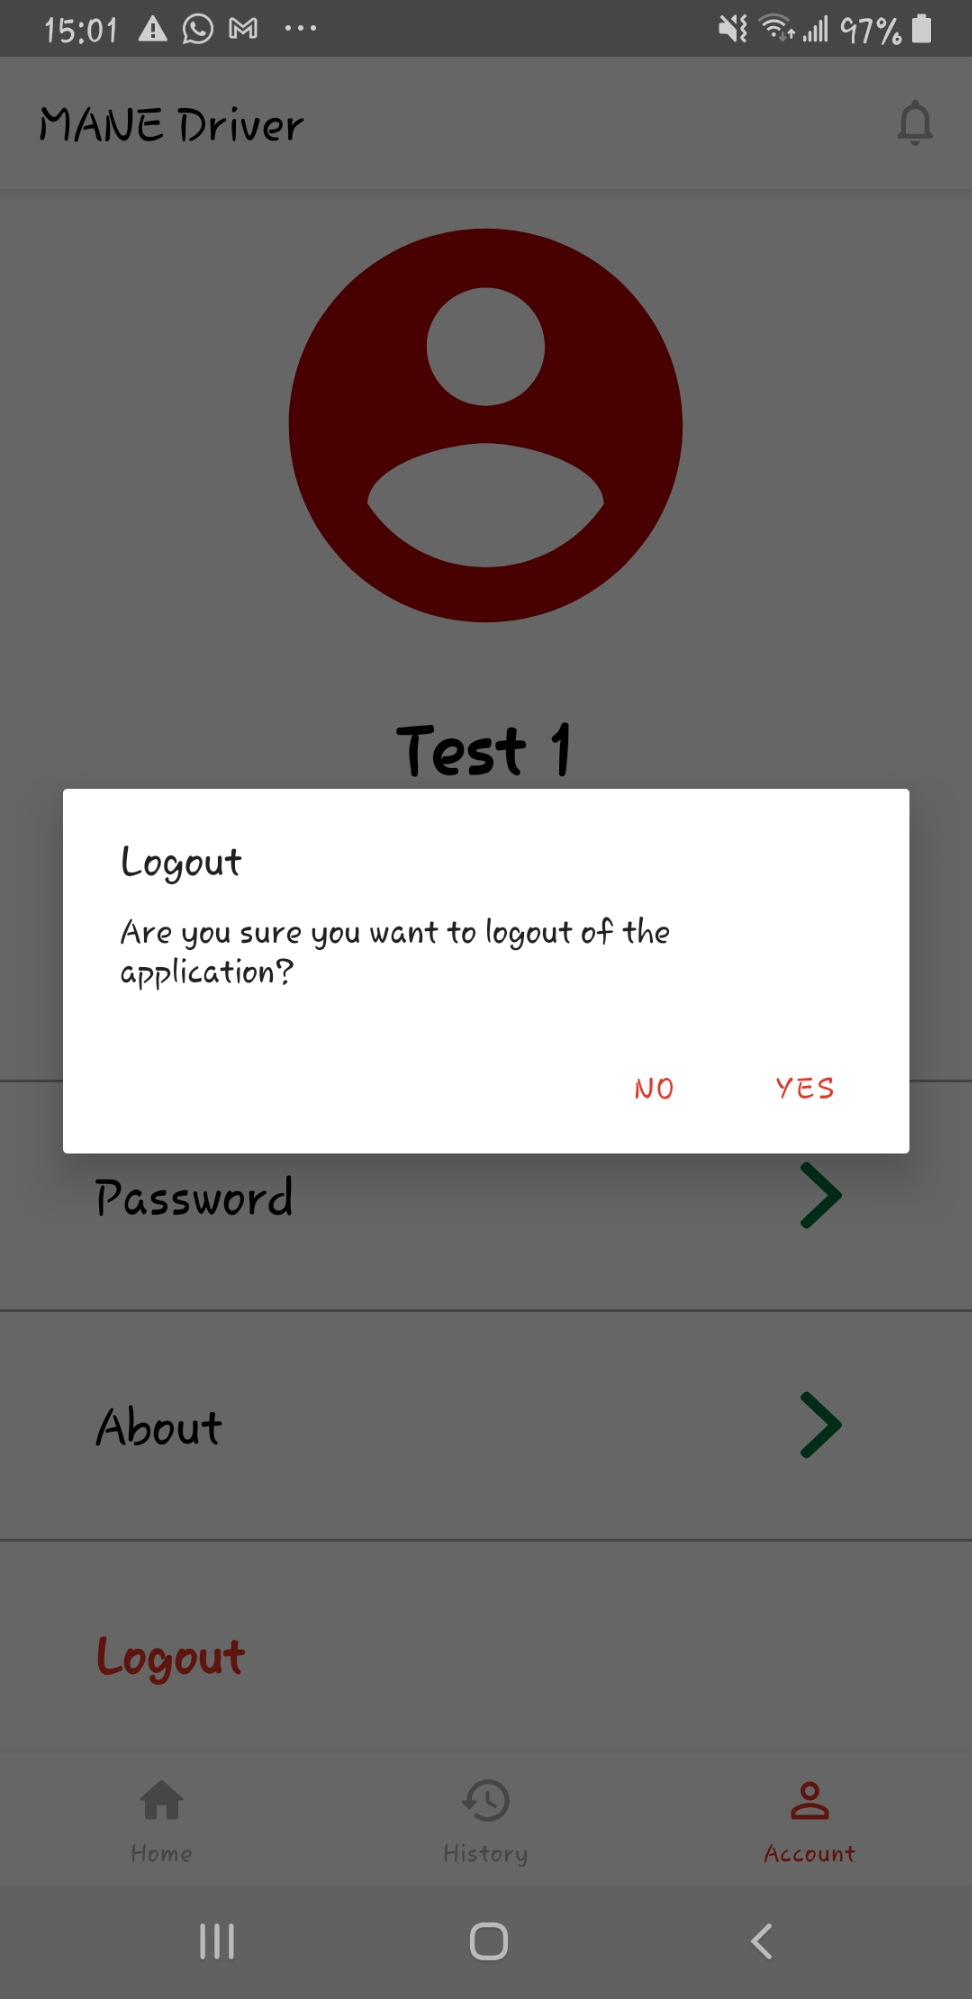 15:01 97%
MANE Driver
Test 1
Logout
Are you sure you want to logout of the
application?
NO YES
Password
About
Logout
Home History Account